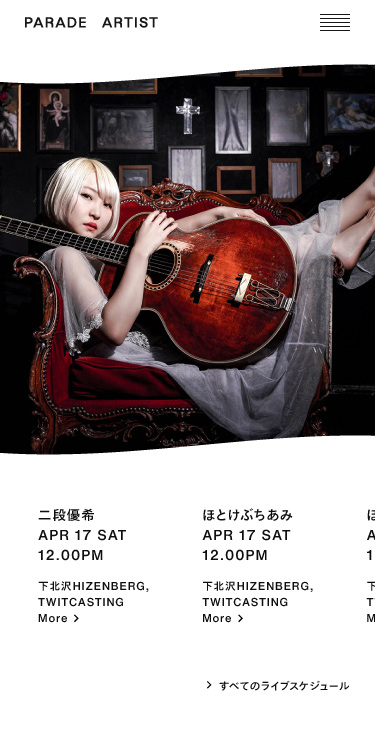 PARADE ARTIST
二段優希
APR 17 SAT
12.00PM
下北沢HIZENBERG,
TWITCASTING
More
ほとけぶちあみ
APR 17 SAT
12.00PM
下北沢HIZENBERG,
TWITCASTING
More
すべてのライブスケジュール